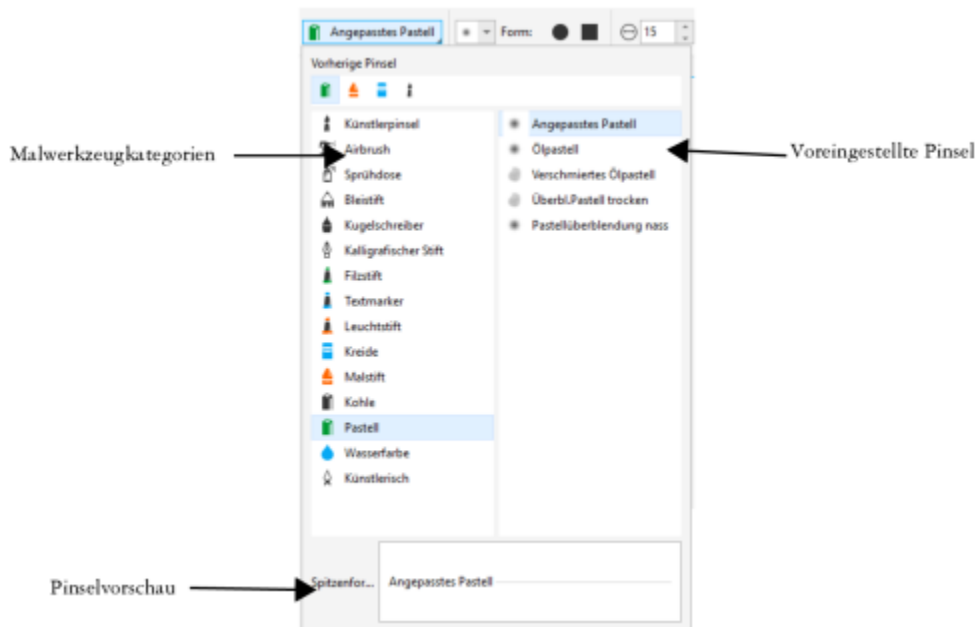 Angepasstes Pastell
Form:
15
Vorherige Pinsel
Künstlerpinsel
Airbrush
Sprühdose
Bleistift
Kugelschreiber
Kalligrafischer Stift
Filzstift
Textmarker
Leuchtstift
Kreide
Malstift
Kohle
Pastell
Wasserfarbe
Künstlerisch
Angepasstes Pastell
Ölpastell
Verschmiertes Ölpastell
Überbl.Pastell trocken
Pastellüberblendung nass
Malwerkzeugkategorien
Voreingestellte Pinsel
Pinselvorschau
Spitzenfor...
Angepasstes Pastell